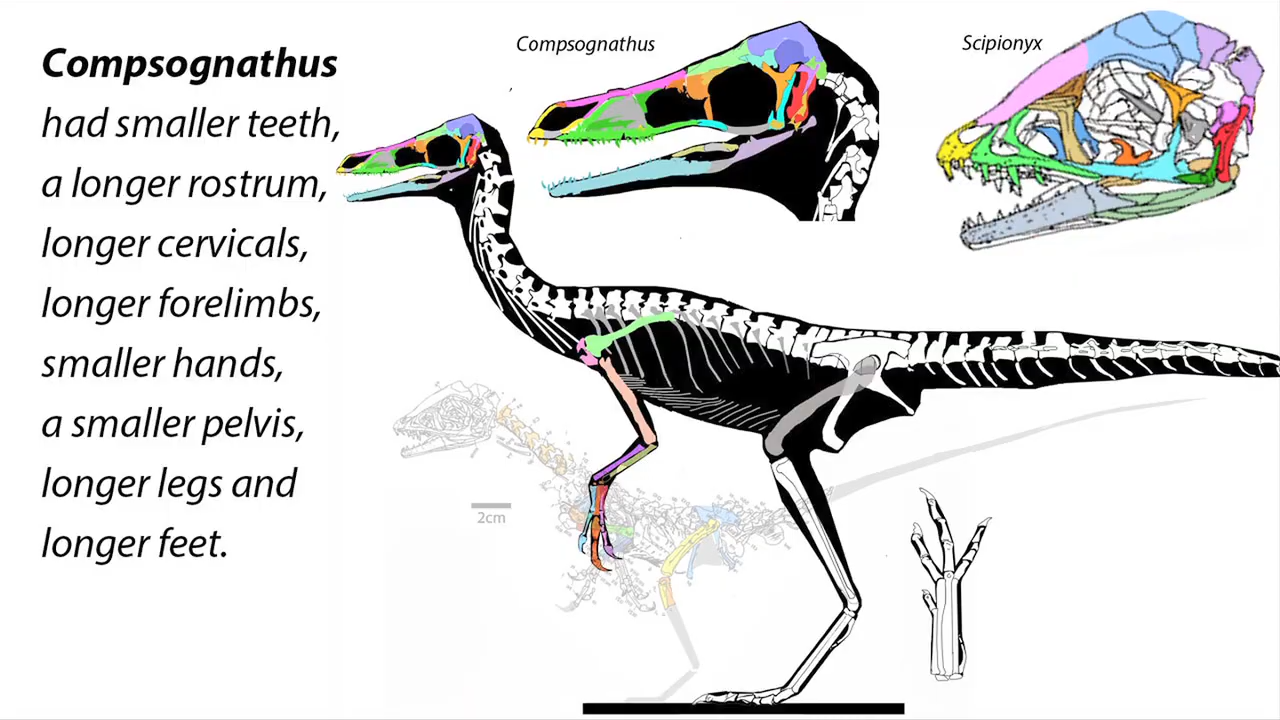 Compsognathus
had smaller teeth,
a longer rostrum,
longer cervicals,
longer forelimbs,
smaller hands,
a smaller pelvis,
longer legs and
longer feet.
Compsognathus
Scipionyx
2cm